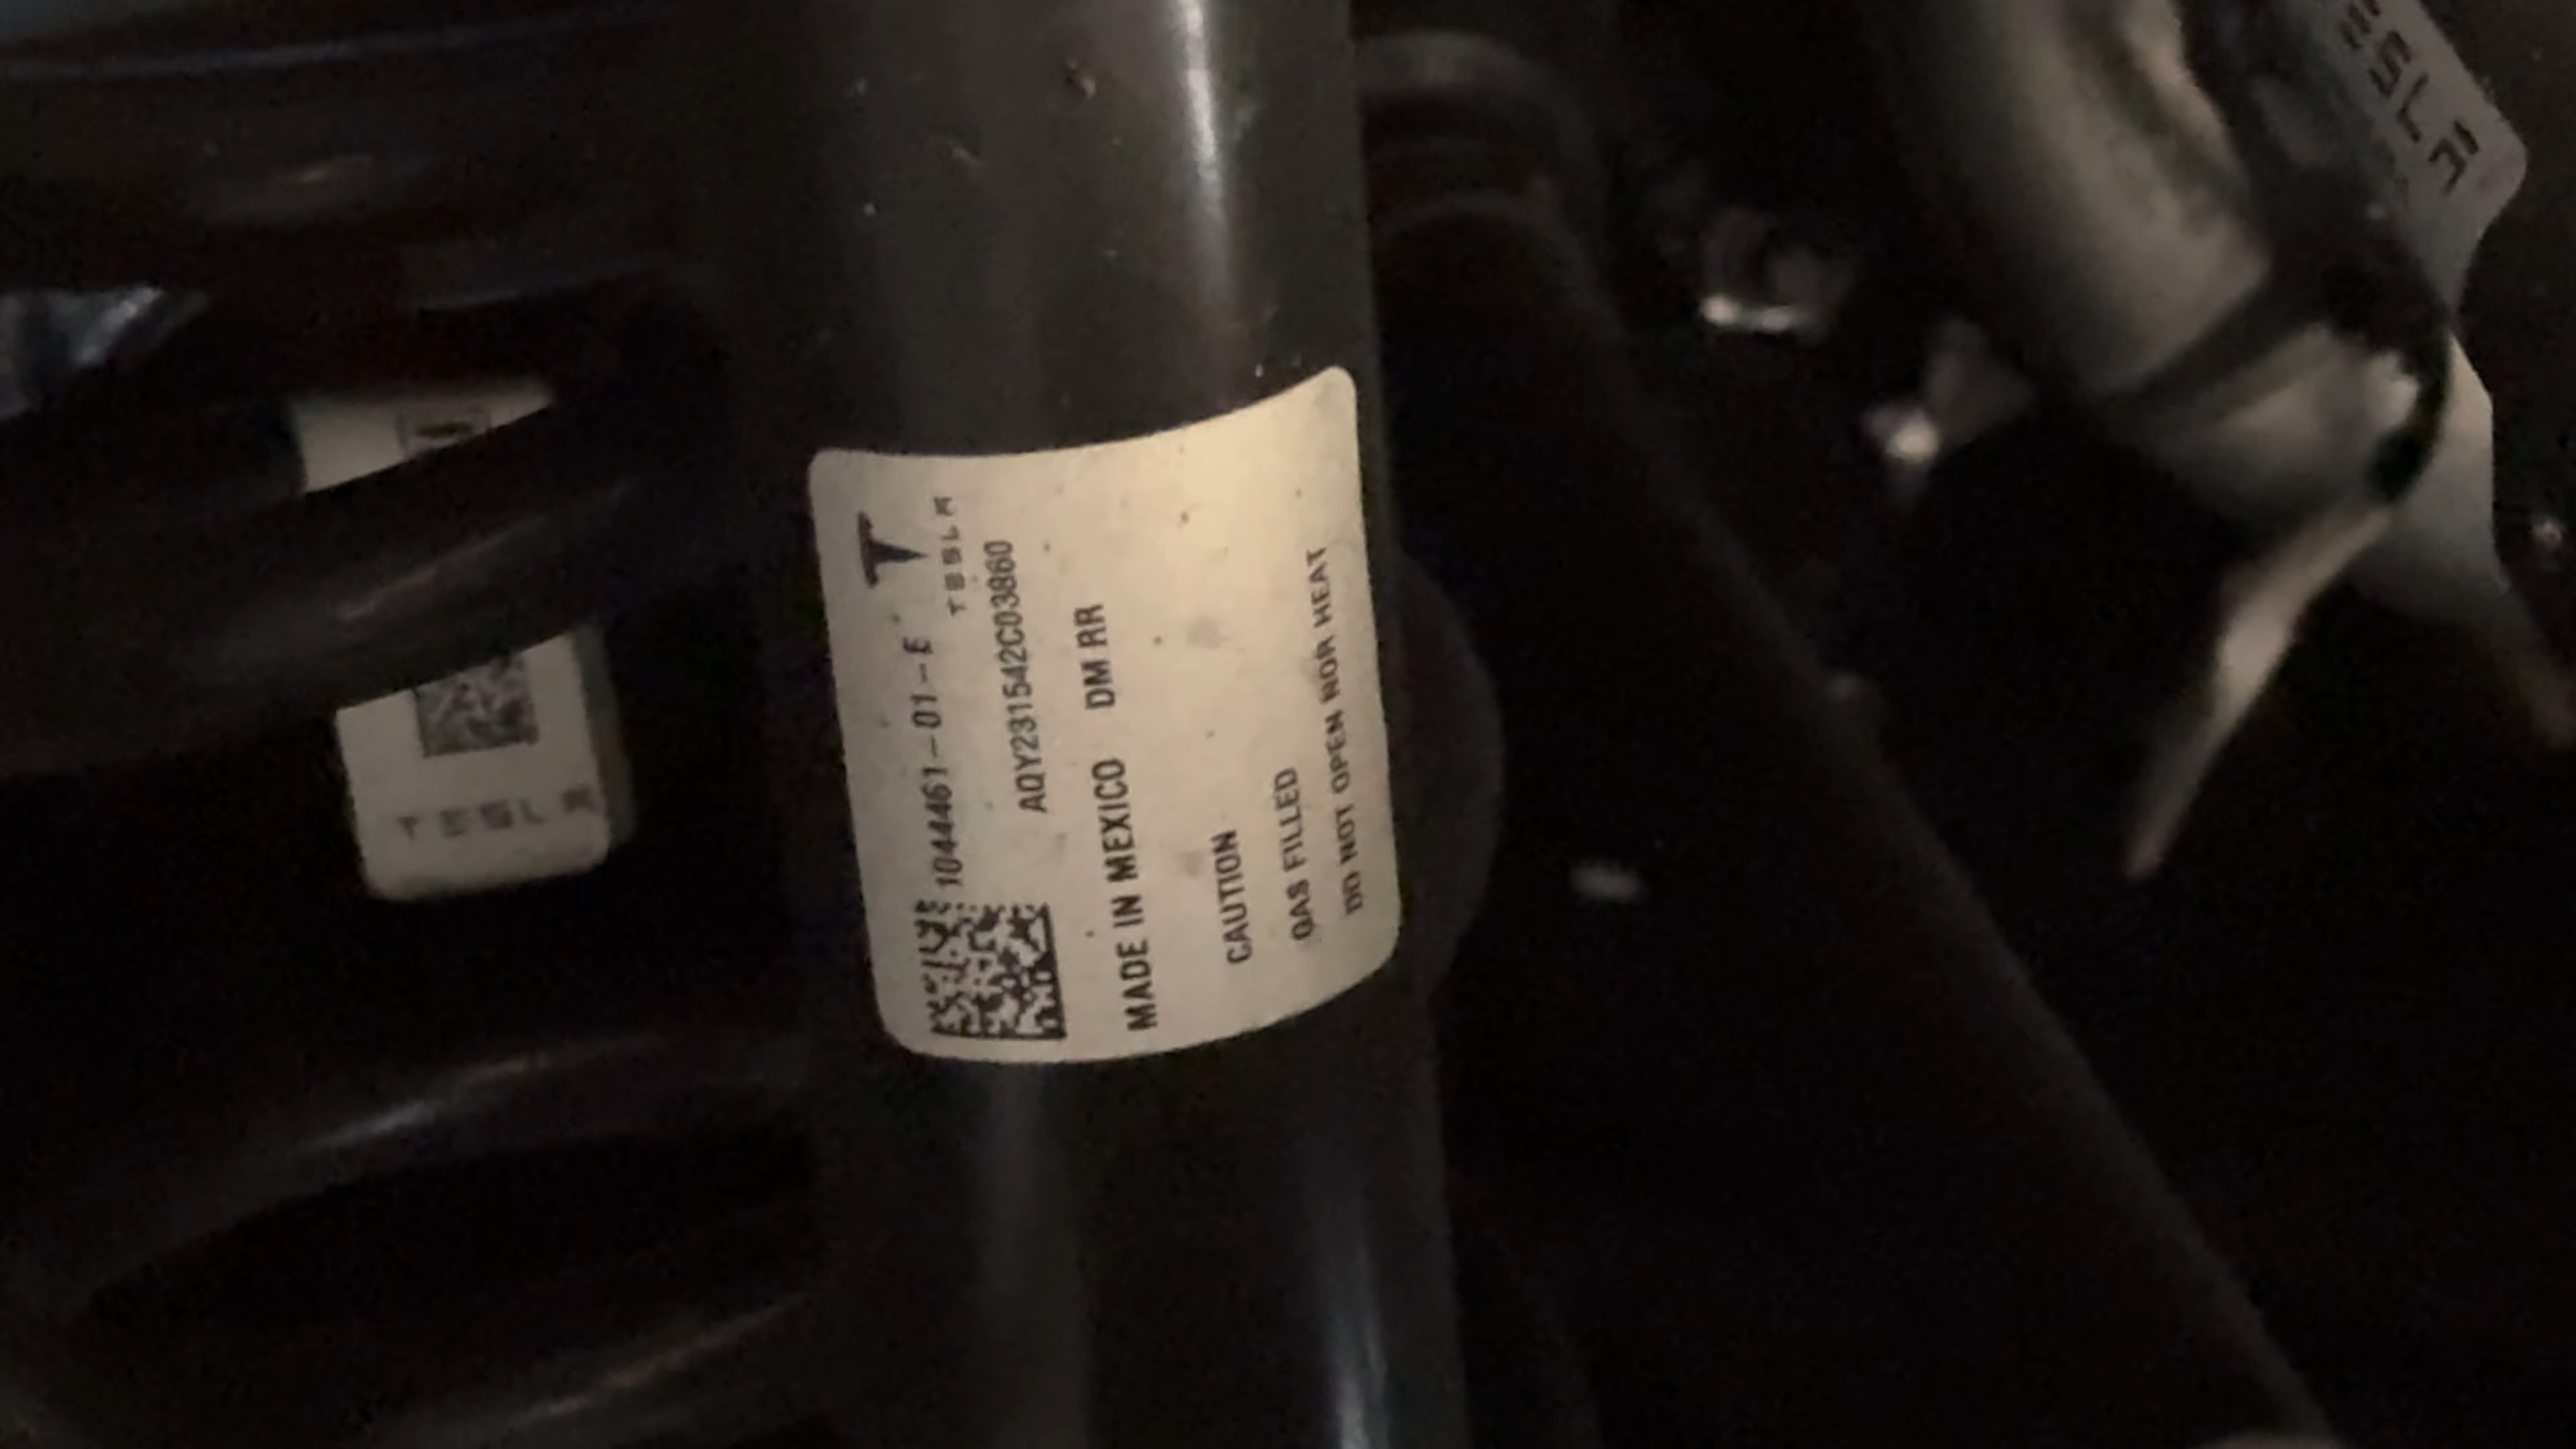 TESLA
1044461-01-E
AQY231542C03860
MADE IN MEXICO DM RR
CAUTION
GAS FILLED
DO NOT OPEN NOR HEAT
TESLA